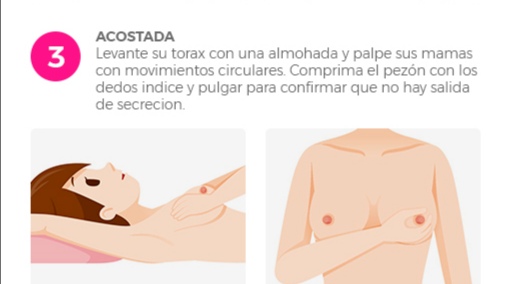 3
ACOSTADA
Levante su torax con una almohada y palpe sus mamas
con movimientos circulares. Comprima el pezón con los
dedos indice y pulgar para confirmar que no hay salida
de secrecion.